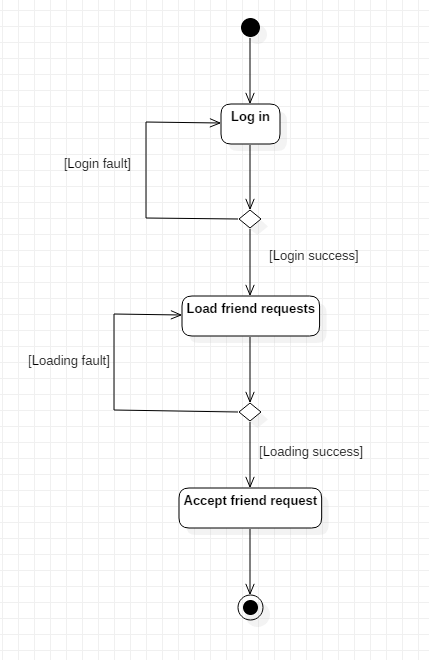 Log in
[Login fault]
[Login success]
Load friend requests
[Loading fault]
[Loading success]
Accept friend request